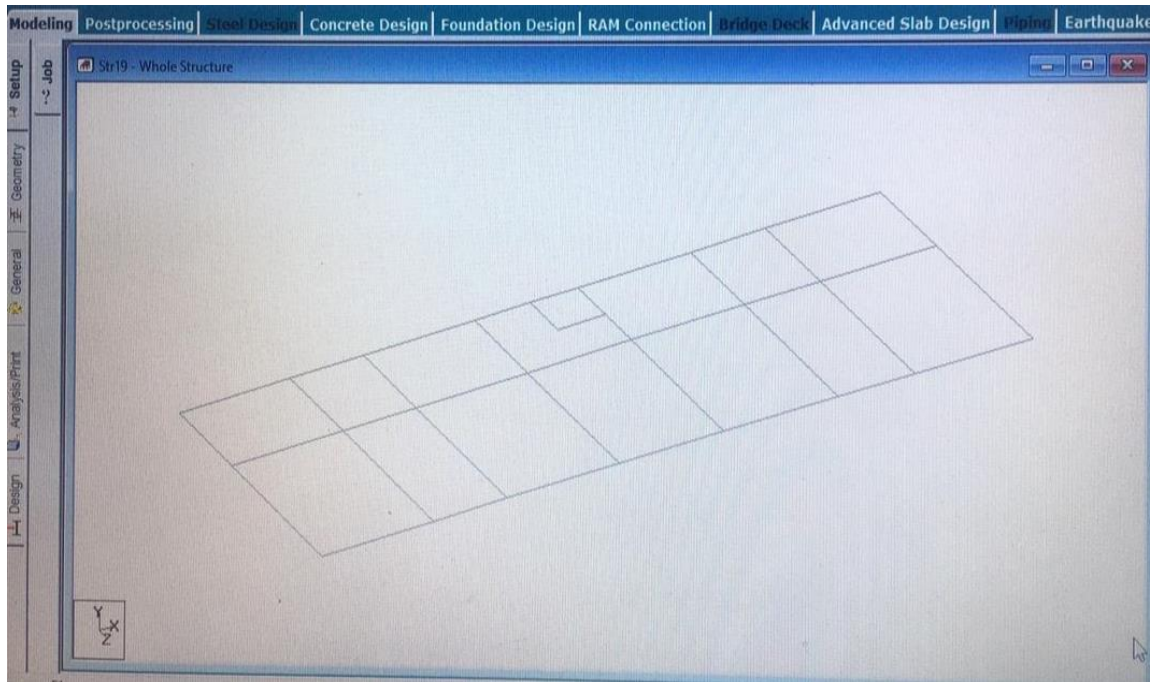 Modeling Postprocessing Steel Design Concrete Design Foundation Design RAM Connection Bridge Deck Advanced Slab Design Piping Earthquake
Setup
Job
Str19 - Whole Structure
Geometry
General
Analysis/Print
Design
Y
X
Z